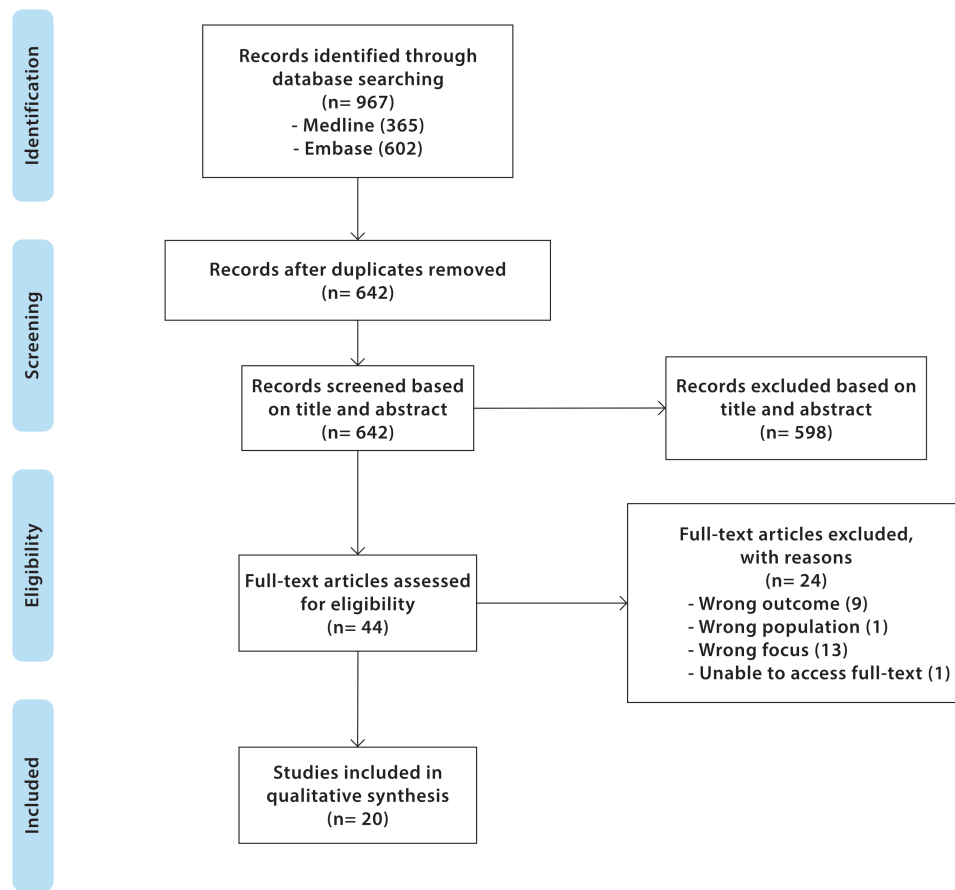 Identification
Records identified through
database searching
(n= 967)
- Medline (365)
- Embase (602)
Screening
Records after duplicates removed
(n= 642)
Records screened based
on title and abstract
(n= 642)
Records excluded based on
title and abstract
(n= 598)
Eligibility
Full-text articles assessed
for eligibility
(n= 44)
Full-text articles excluded,
with reasons
(n= 24)
- Wrong outcome (9)
- Wrong population (1)
- Wrong focus (13)
- Unable to access full-text (1)
Included
Studies included in
qualitative synthesis
(n= 20)